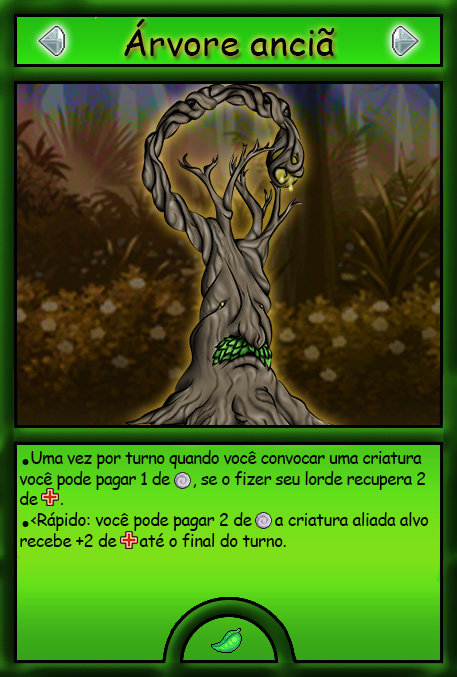 Árvore anciã
•Uma vez por turno quando você convocar uma criatura
você pode pagar 1 de , se o fizer seu lorde recupera 2
de .
•<Rápido: você pode pagar 2 de a criatura aliada alvo
recebe +2 de até o final do turno.